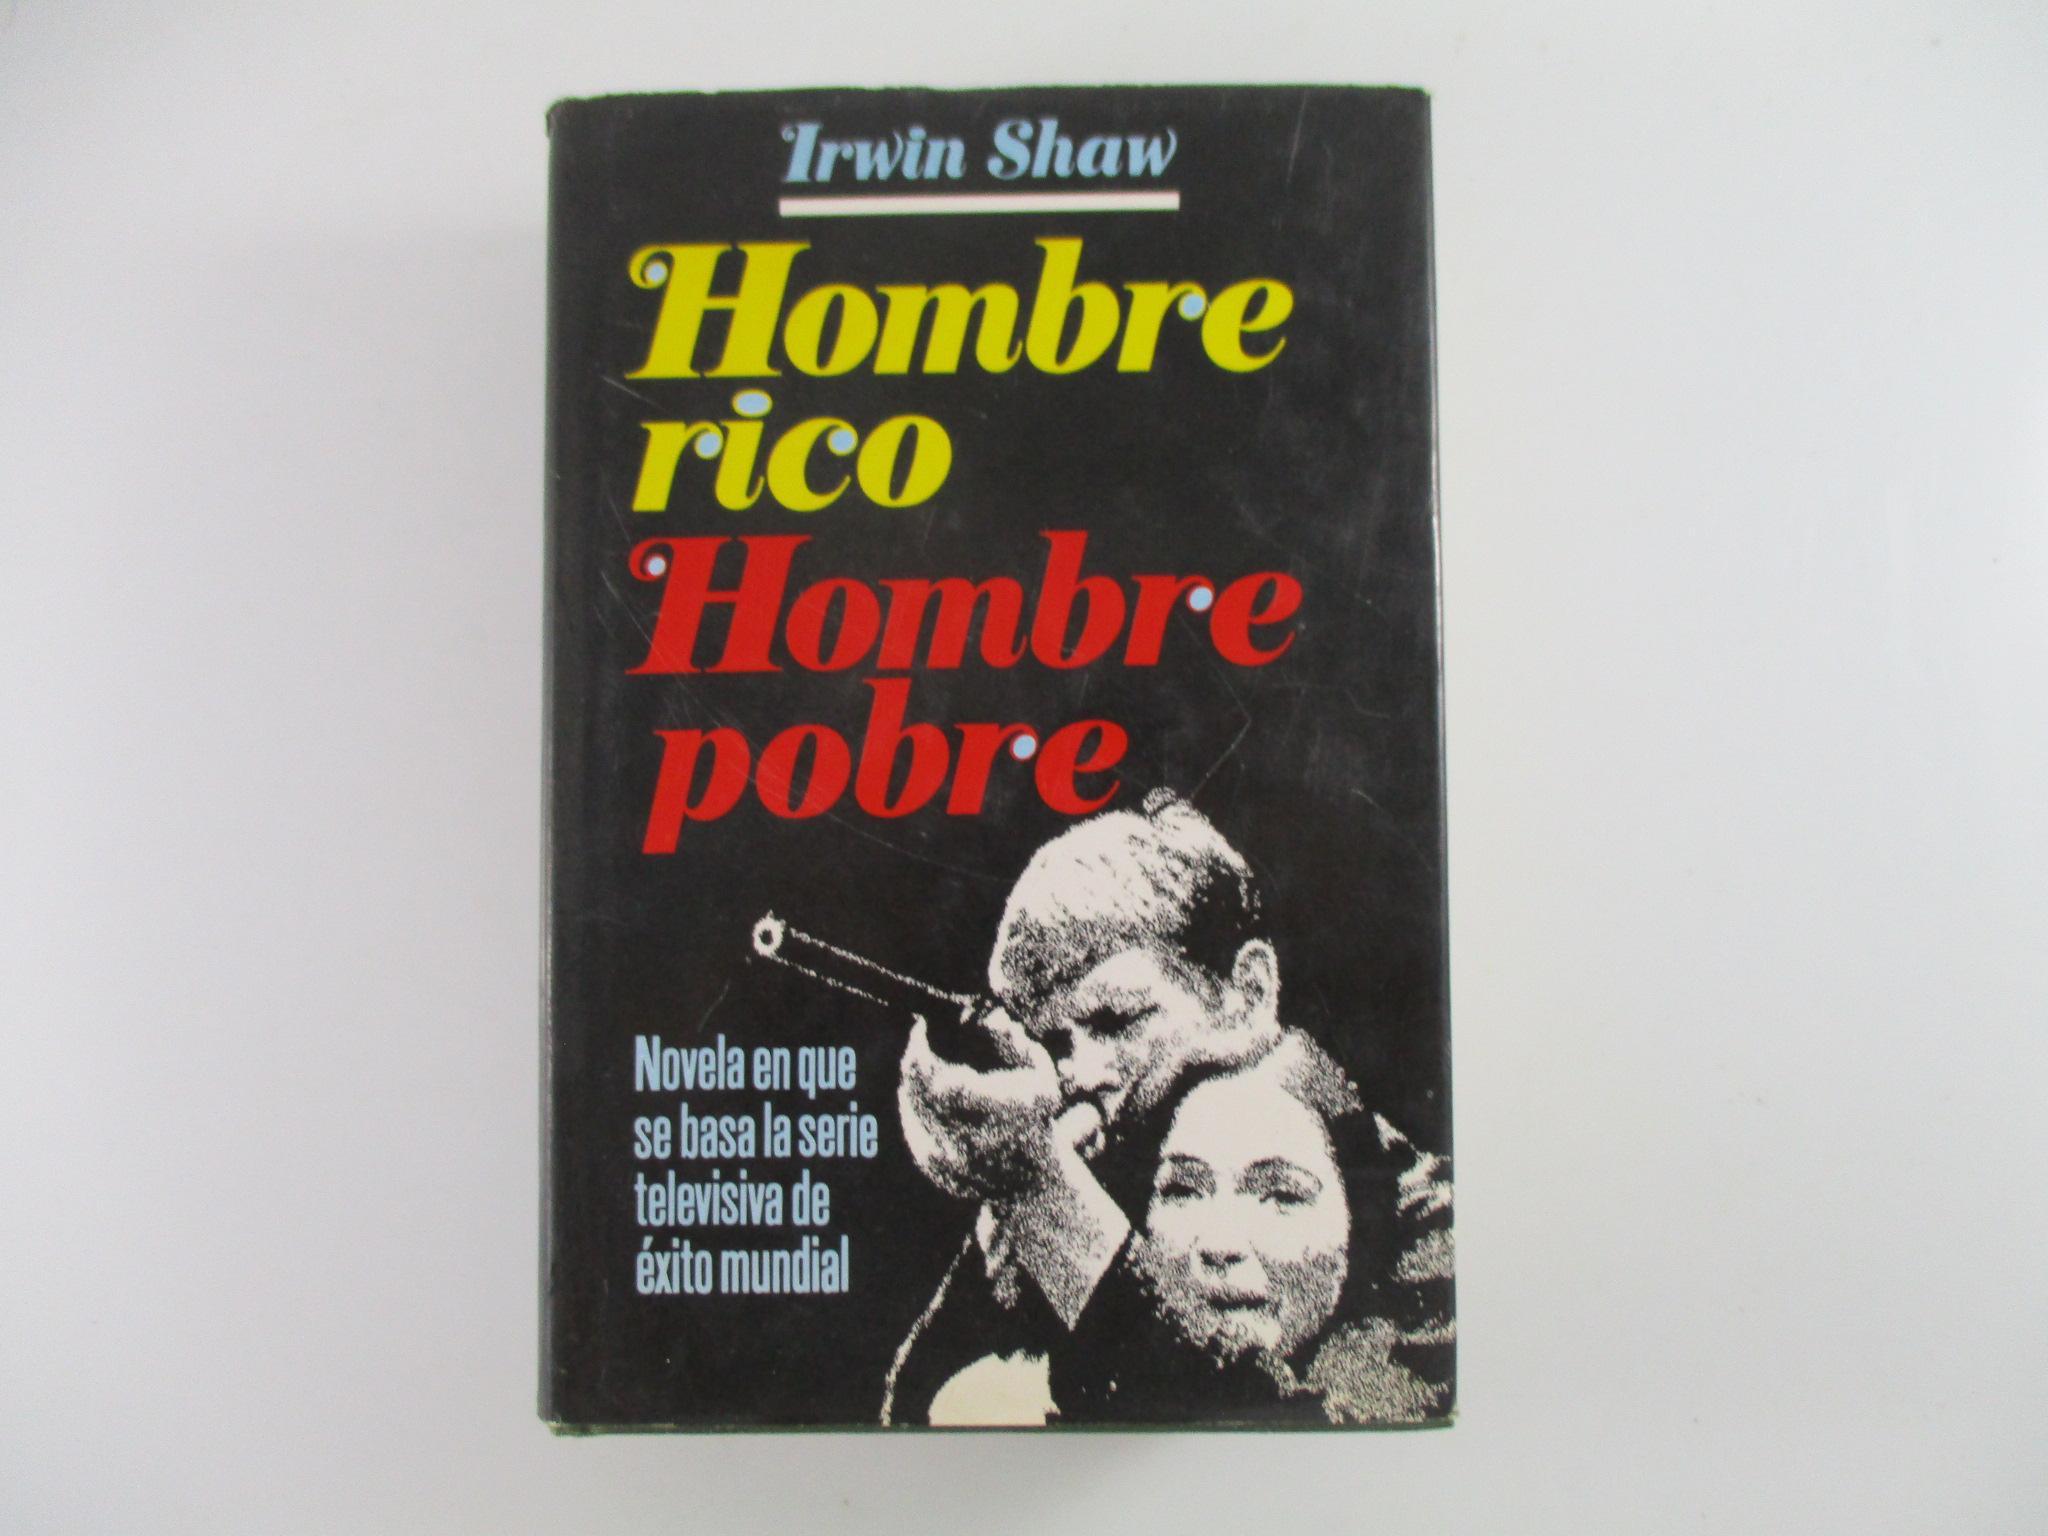 Irwin Shaw
Hombre
rico
Hombre
pobre
Novela en que
se basa la serie
televisiva de
éxito mundial